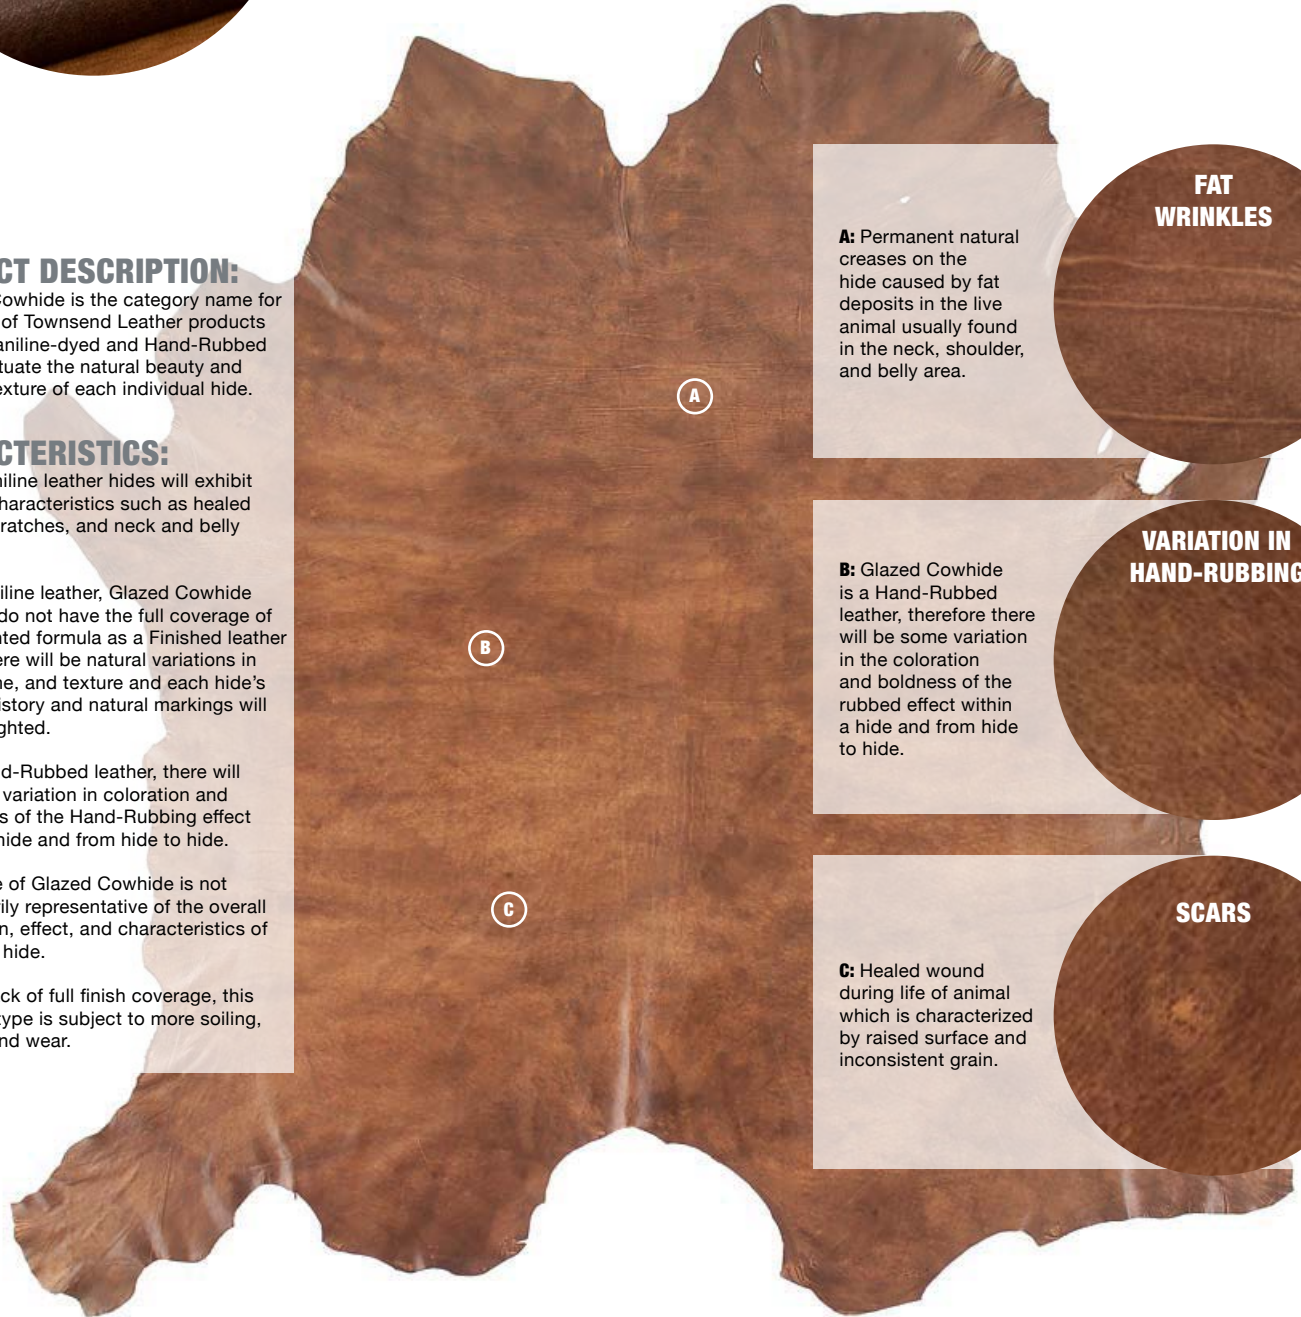 CT DESCRIPTION:
Cowhide is the category name for
of Townsend Leather products
aniline-dyed and Hand-Rubbed
tuate the natural beauty and
exture of each individual hide.
CTERISTICS:
niline leather hides will exhibit
haracteristics such as healed
ratches, and neck and belly
iline leather, Glazed Cowhide
do not have the full coverage of
nted formula as a Finished leather
ere will be natural variations in
ne, and texture and each hide’s
istory and natural markings will
ghted.
d-Rubbed leather, there will
variation in coloration and
s of the Hand-Rubbing effect
hide and from hide to hide.
e of Glazed Cowhide is not
ily representative of the overall
n, effect, and characteristics of
hide.
ck of full finish coverage, this
type is subject to more soiling,
nd wear.
A
B
C
FAT
WRINKLES
A: Permanent natural
creases on the
hide caused by fat
deposits in the live
animal usually found
in the neck, shoulder,
and belly area.
VARIATION IN
HAND-RUBBING
B: Glazed Cowhide
is a Hand-Rubbed
leather, therefore there
will be some variation
in the coloration
and boldness of the
rubbed effect within
a hide and from hide
to hide.
SCARS
C: Healed wound
during life of animal
which is characterized
by raised surface and
inconsistent grain.